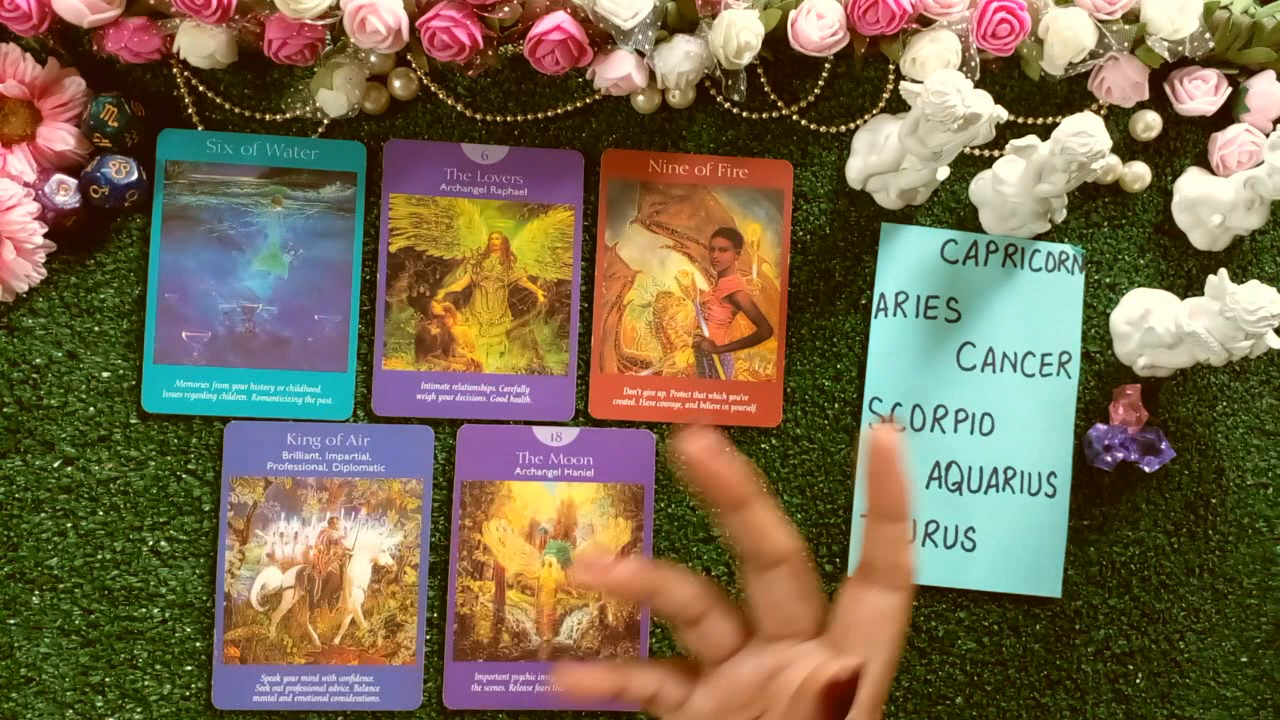 Six of Water
Memories from your history or childhood.
Issues regarding children. Romanticizing the past.
6
The Lovers
Archangel Raphael
Intimate relationships. Carefully
weigh your decisions. Good health.
Nine of Fire
Don't give up. Protect that which you've
created. Have courage, and believe in yourself.
King of Air
Brilliant, Impartial,
Professional, Diplomatic
Speak your mind with confidence.
Seek out professional advice. Balance
mental and emotional considerations.
18
The Moon
Archangel Haniel
Important psychic
the scenes. Release fears
CAPRICORN
ARIES
CANCER
SCORPIO
AQUARIUS
URUS